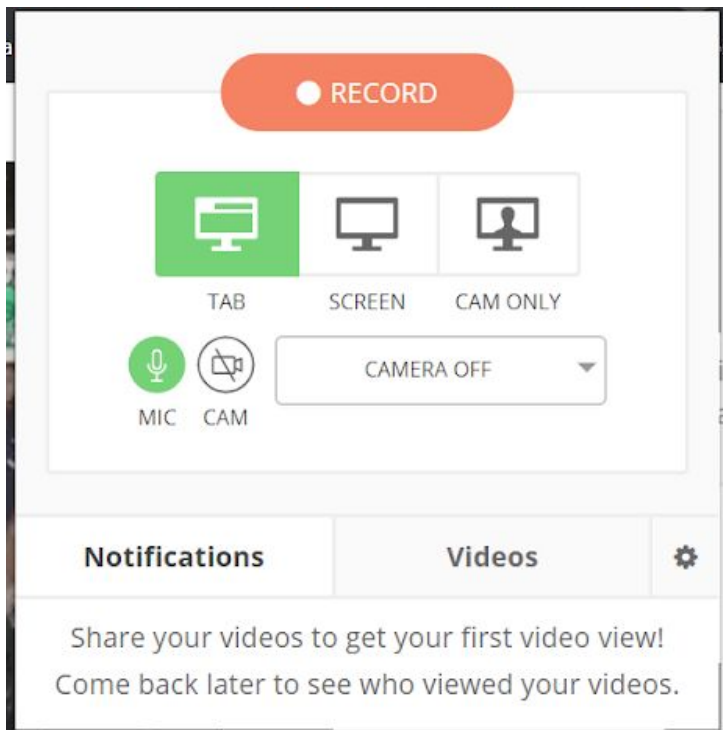 RECORD
TAB SCREEN CAM ONLY
CAMERA OFF
MIC CAM
Notifications Videos
Share your videos to get your first video view!
Come back later to see who viewed your videos.